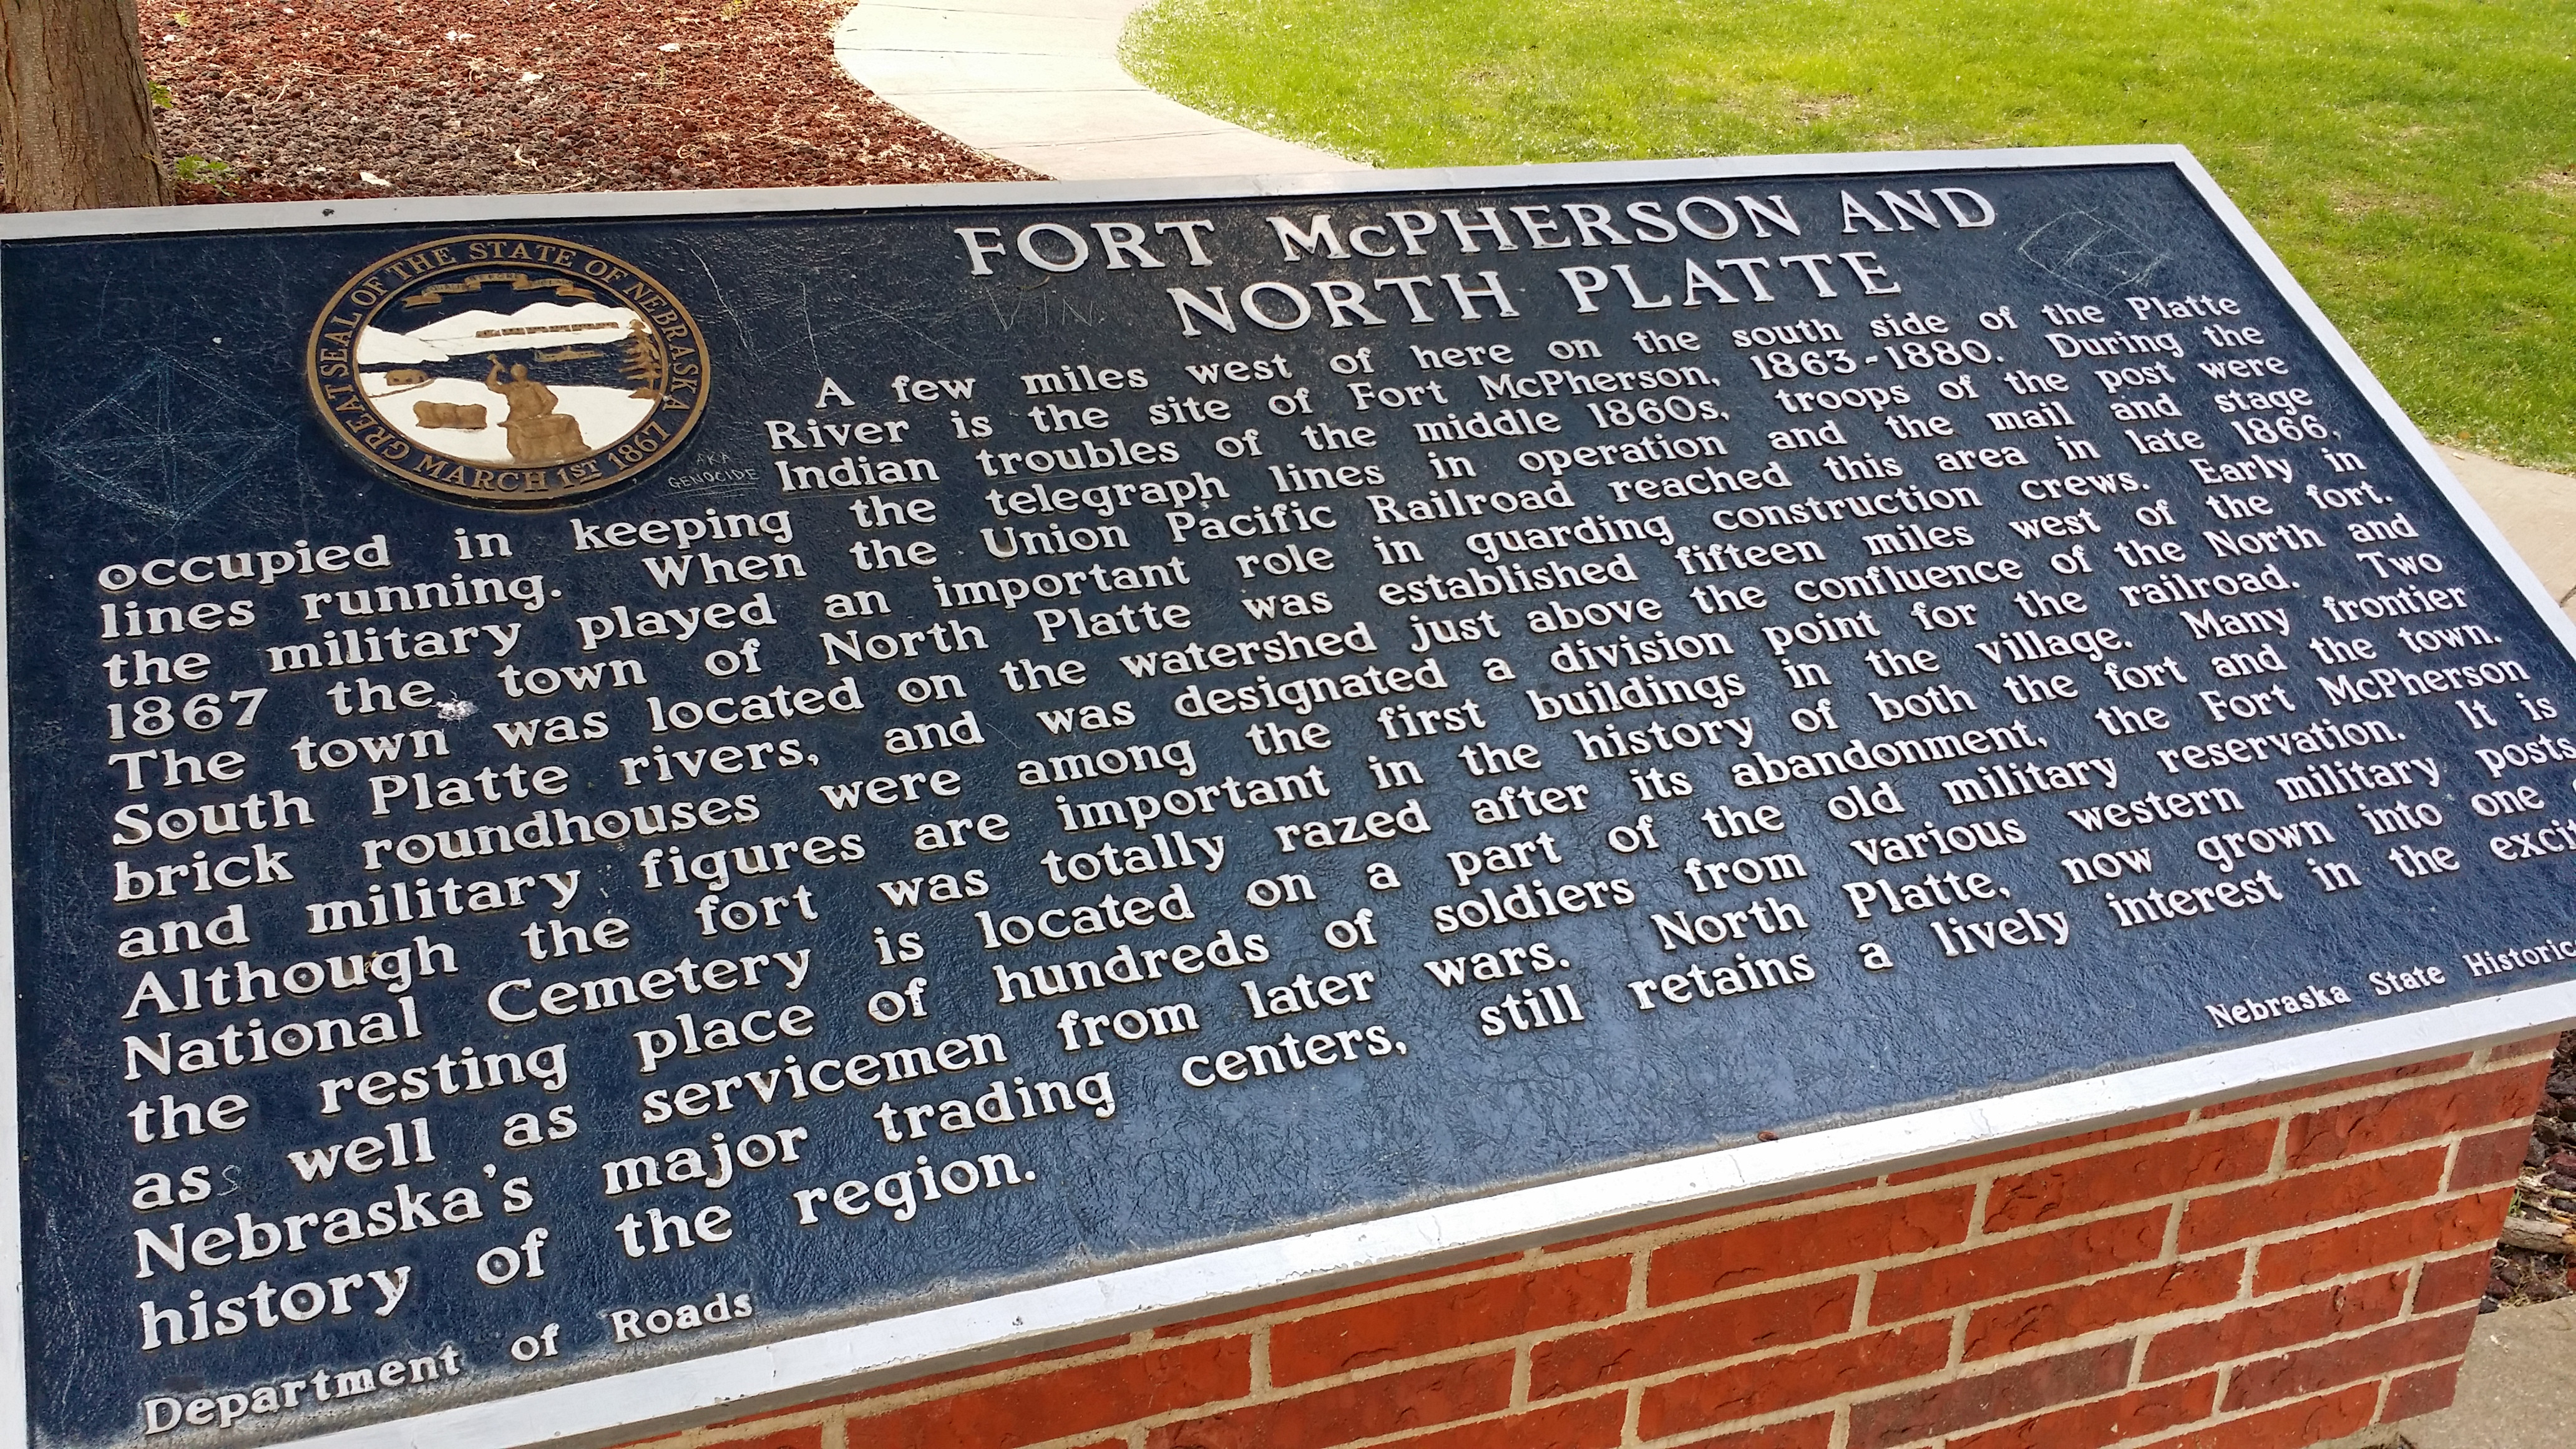 GREAT SEAL OF THE STATE OF NEBRASKA
MARCH 1ST 1867
FORT McPHERSON AND
NORTH PLATTE
VIN
A few miles west of here on the south side of the Platte
River is the site of Fort McPherson, 1863-1880. During the
Indian troubles of the middle 1860s, troops of the post were
AKA
GENOCIDE
occupied in keeping the telegraph lines in operation and the mail and stage
lines running. When the Union Pacific Railroad reached this area in late 1866,
the military played an important role in guarding construction crews. Early in
1867 the town of North Platte was established fifteen miles west of the fort.
The town was located on the watershed just above the confluence of the North and
South Platte rivers, and was designated a division point for the railroad. Two
brick roundhouses were among the first buildings in the village. Many frontier
and military figures are important in the history of both the fort and the town.
Although the fort was totally razed after its abandonment, the Fort McPherson
National Cemetery is located on a part of the old military reservation. It is
the resting place of hundreds of soldiers from various western military posts
as well as servicemen from later wars. North Platte, now grown into one
Nebraska's major trading centers, still retains a lively interest in the exci
history of the region.
Department of Roads
Nebraska State Historic